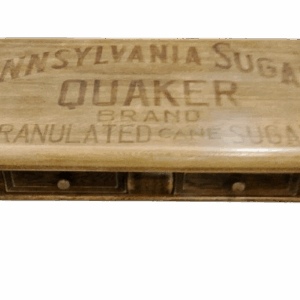 NNSYLVANIA SUGA
QUAKER
BRAND
RANULATED CANE SUGA